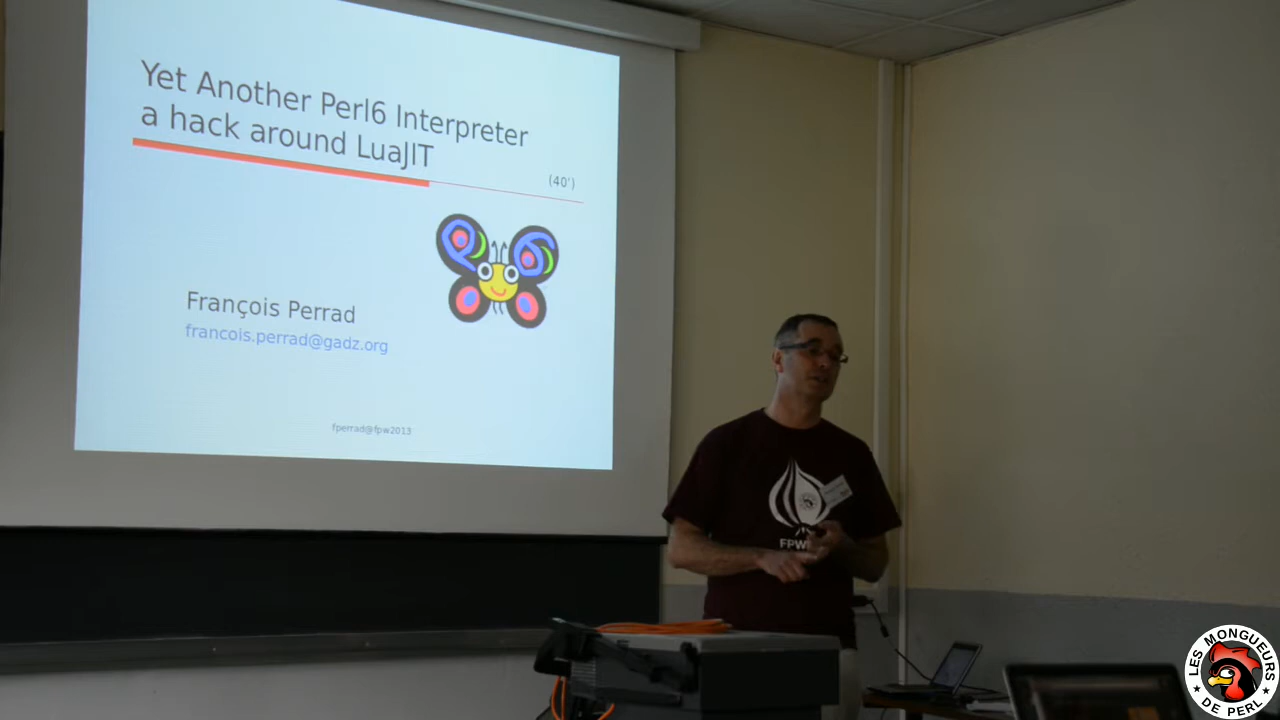 Yet Another Perl6 Interpreter
a hack around LuaJIT
(40')
François Perrad
francois.perrad@gadz.org
fperrad@fpw2013
FPW
LES MONGUEURS
★ DE PERL ★